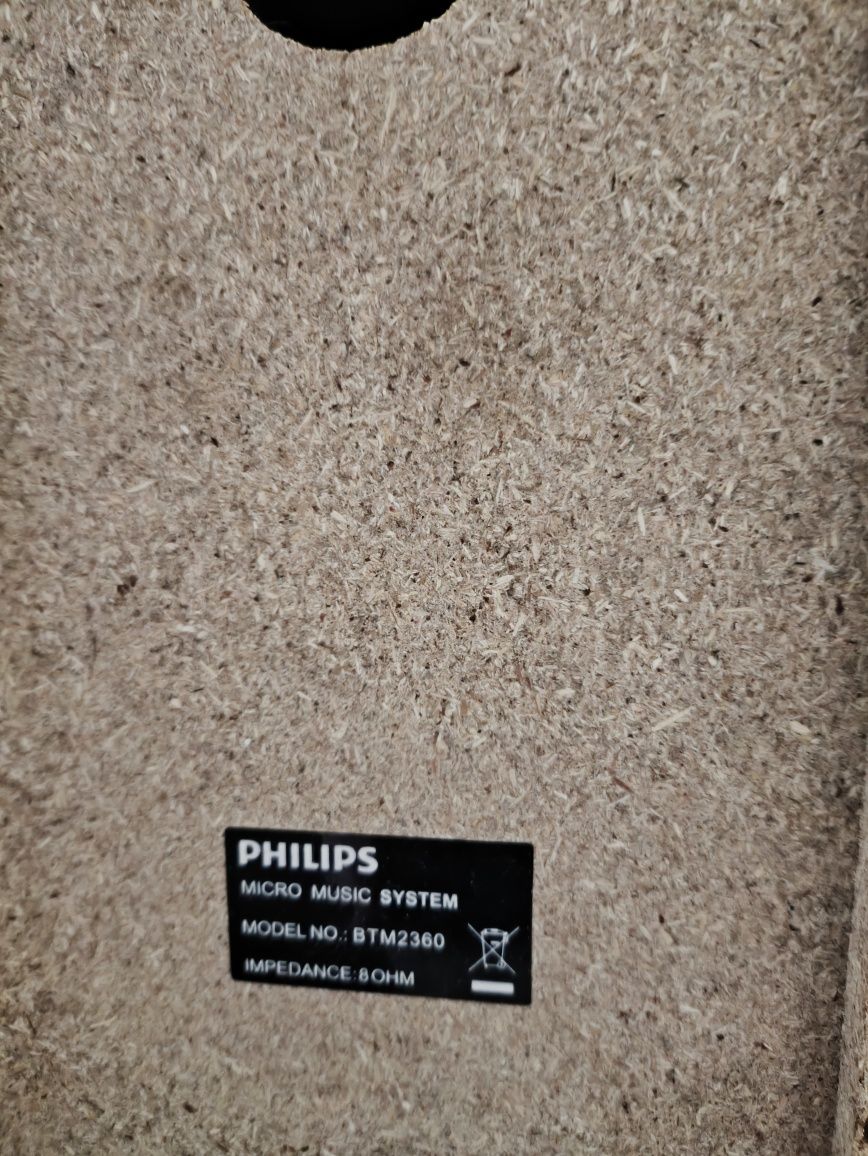 PHILIPS
MICRO MUSIC SYSTEM
MODEL NO.: BTM2360
IMPEDANCE:8 OHM